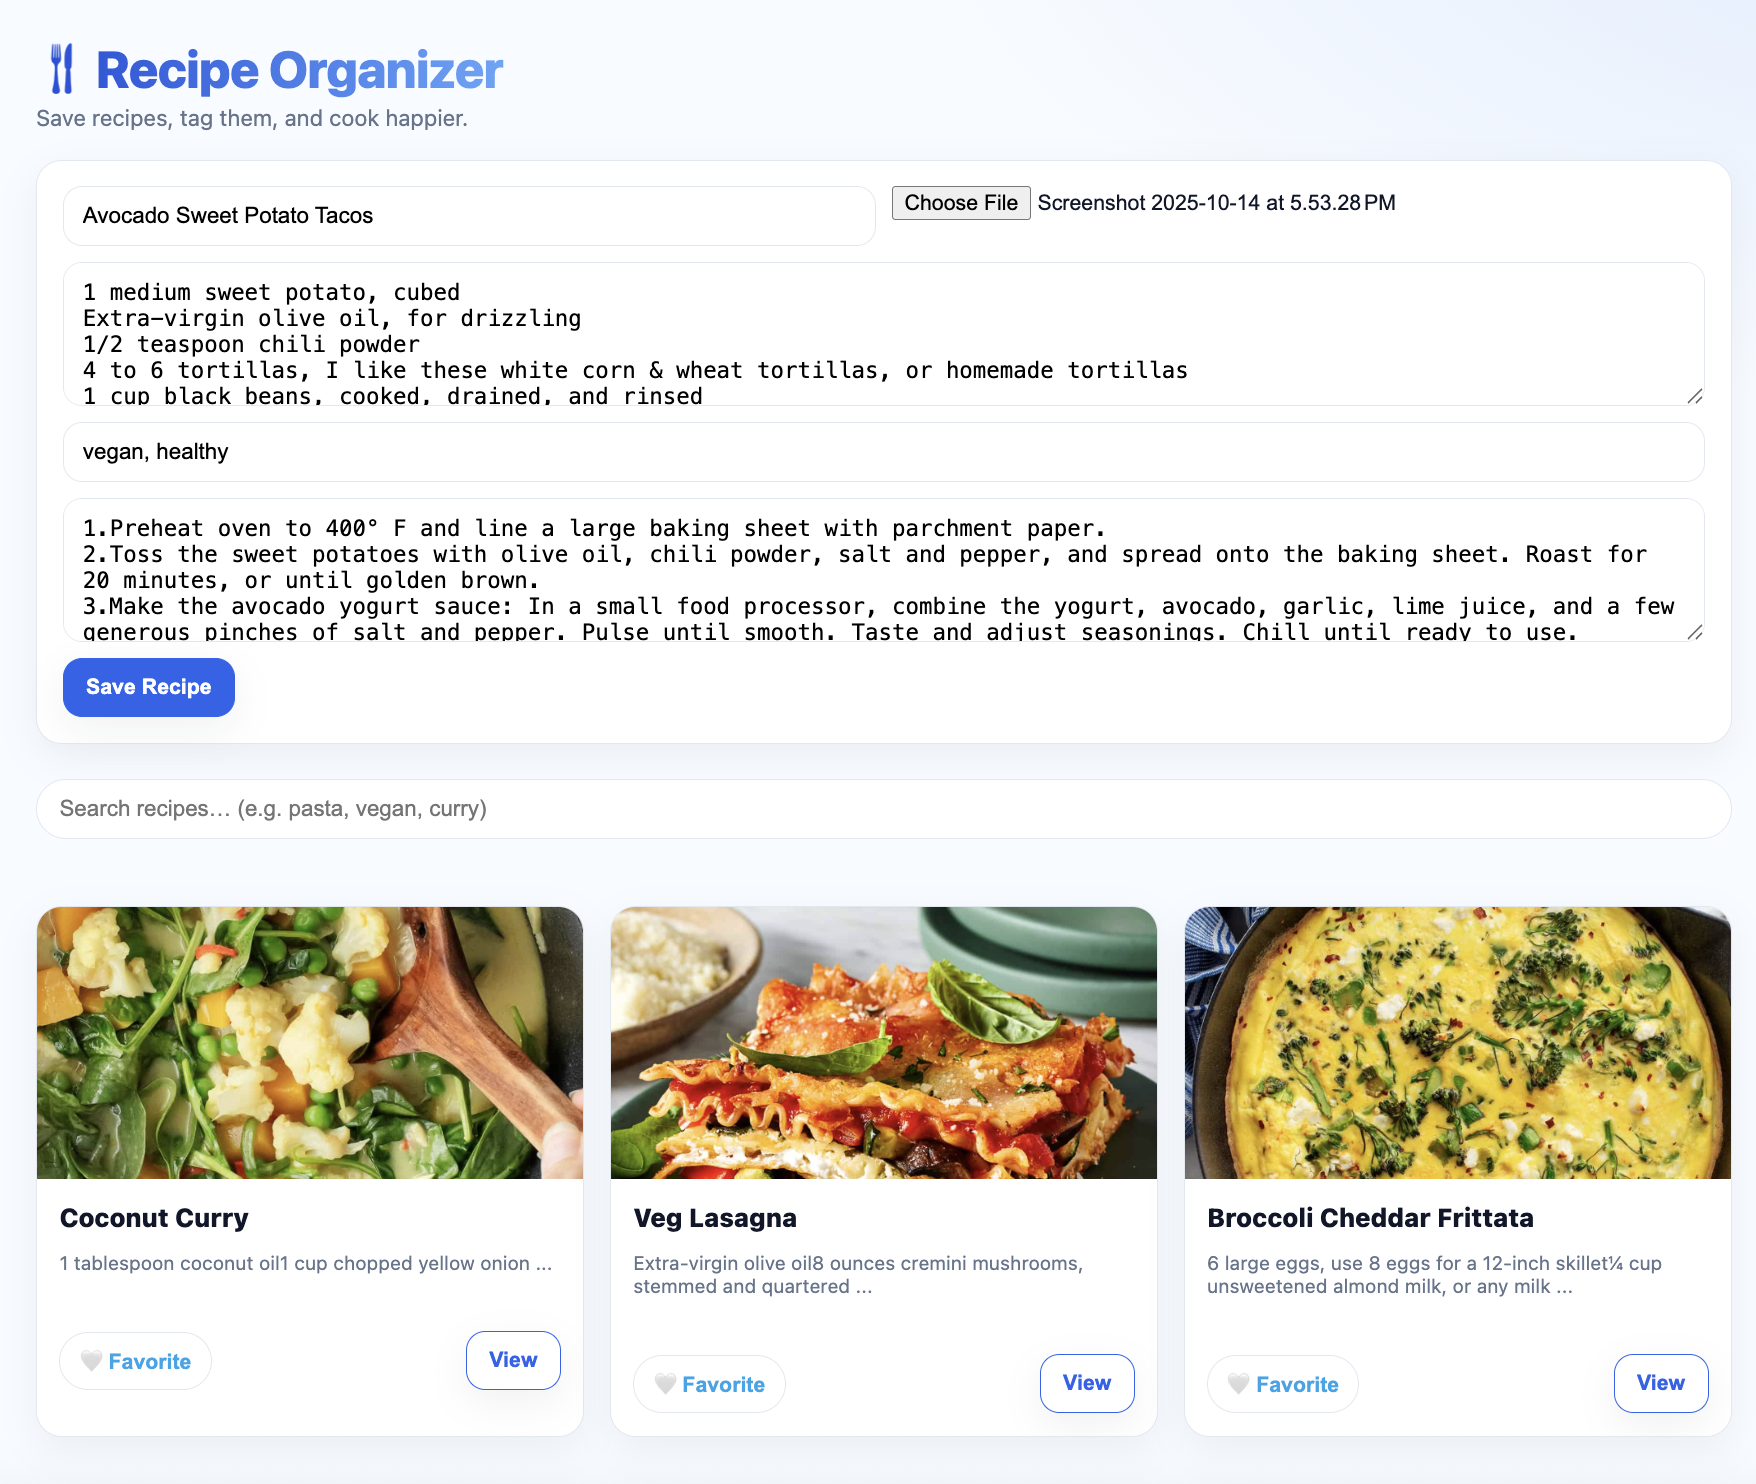 Recipe Organizer
Save recipes, tag them, and cook happier.
Avocado Sweet Potato Tacos
Choose File Screenshot 2025-10-14 at 5.53.28 PM
1 medium sweet potato, cubed
Extra-virgin olive oil, for drizzling
1/2 teaspoon chili powder
4 to 6 tortillas, I like these white corn & wheat tortillas, or homemade tortillas
1 cup black beans, cooked, drained, and rinsed
vegan, healthy
1.Preheat oven to 400° F and line a large baking sheet with parchment paper.
2.Toss the sweet potatoes with olive oil, chili powder, salt and pepper, and spread onto the baking sheet. Roast for
20 minutes, or until golden brown.
3.Make the avocado yogurt sauce: In a small food processor, combine the yogurt, avocado, garlic, lime juice, and a few
generous pinches of salt and pepper. Pulse until smooth. Taste and adjust seasonings. Chill until ready to use.
Save Recipe
Search recipes… (e.g. pasta, vegan, curry)
Coconut Curry
1 tablespoon coconut oil1 cup chopped yellow onion ...
Favorite
View
Veg Lasagna
Extra-virgin olive oil8 ounces cremini mushrooms,
stemmed and quartered ...
Favorite
View
Broccoli Cheddar Frittata
6 large eggs, use 8 eggs for a 12-inch skillet¼ cup
unsweetened almond milk, or any milk ...
Favorite
View